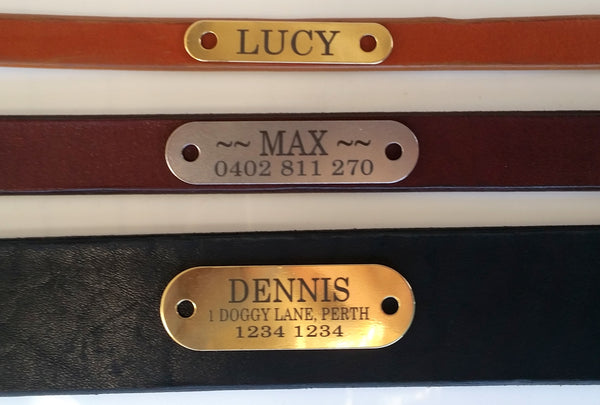 LUCY
~~ MAX ~~
0402 811 270
DENNIS
1 DOGGY LANE, PERTH
1234 1234